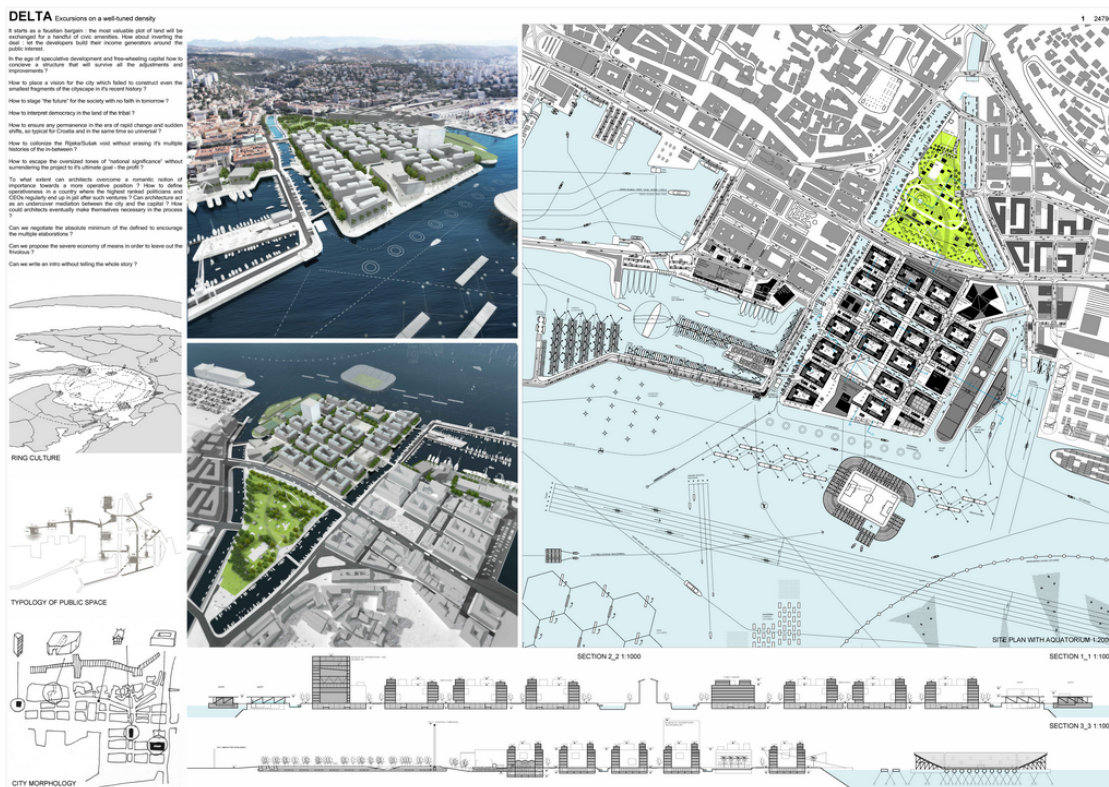 DELTA Excursions on a well-tuned density
1 2479
It starts as a faustian bergain : the most valuable plot of land will be
exchanged for a handful of civic amenities. How about inverting the
deal : let the developers build their income generators around the
public interest.
In the age of speculative development and free-wheeling capital how to
concieve a structure that will survive all the adjustments and
improvements ?
How to place a vision for the city which failed to construct even the
smallest fragments of the cityscape in it's recent history ?
How to stage "the future" for the society with no faith in tomorrow ?
How to interpret democracy in the land of the tribal ?
How to ensure any permanence in the era of rapid change and sudden
shifts, so typical for Croatia and in the same time so universal ?
How to colonize the Rijeka/Sušak void without erasing it's multiple
histories of the in-between ?
How to escape the oversized tones of "national significance" without
surrendering the project to it's ultimate goal - the profit ?
To what extent can architects overcome a romantic notion of
importance towards a more operative position ? How to define
operativeness in a country where the highest ranked politicians and
CEOs regularly end up in jail after such ventures ? Can architecture act
as an undercover mediation between the city and the capital ? How
could architects eventually make themselves necessary in the process
?
Can we negotiate the absolute minimum of the defined to encourage
the multiple elaborations ?
Can we propose the severe economy of means in order to leave out the
frivolous ?
Can we write an intro without telling the whole story ?
RING CULTURE
TYPOLOGY OF PUBLIC SPACE
CITY MORPHOLOGY
SITE PLAN WITH AQUATORIUM 1:200
SECTION 2_2 1:1000
SECTION 1_1 1:100
SECTION 3_3 1:100